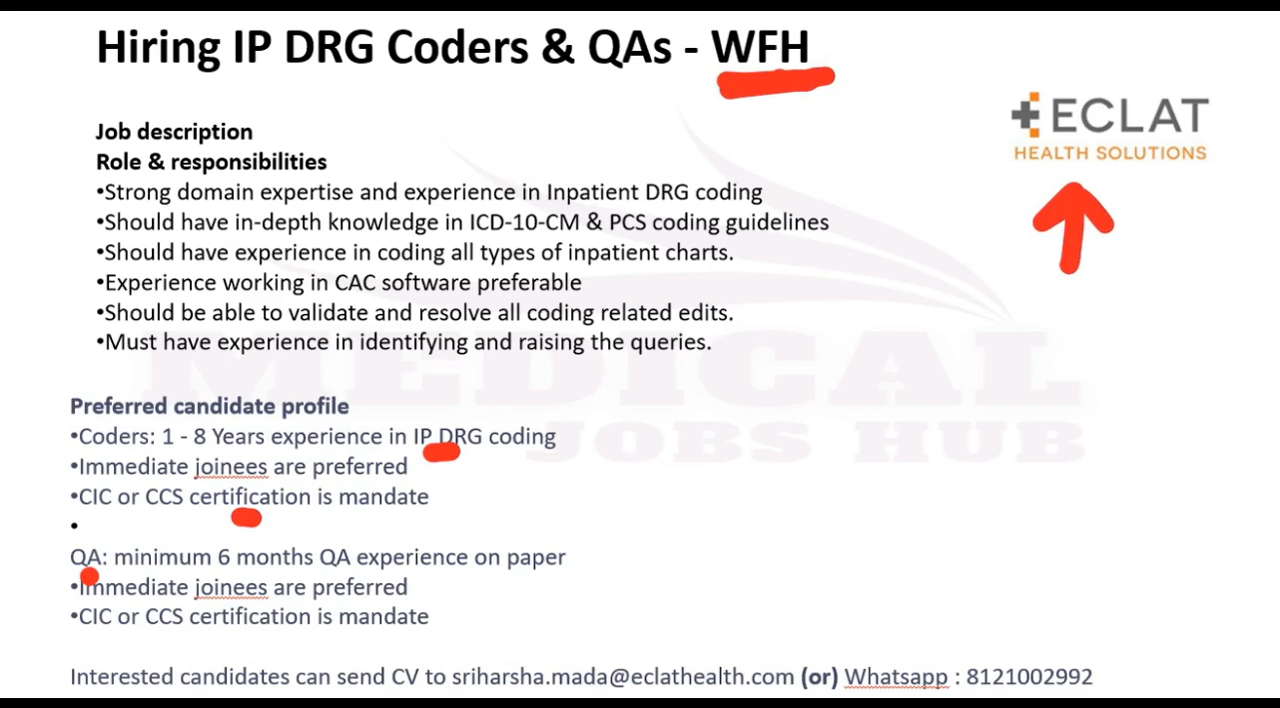 Hiring IP DRG Coders & QAs - WFH
ECLAT
HEALTH SOLUTIONS
Job description
Role & responsibilities
•Strong domain expertise and experience in Inpatient DRG coding
•Should have in-depth knowledge in ICD-10-CM & PCS coding guidelines
•Should have experience in coding all types of inpatient charts.
•Experience working in CAC software preferable
•Should be able to validate and resolve all coding related edits.
•Must have experience in identifying and raising the queries.
MEDICAL
JOBS HUB
Preferred candidate profile
•Coders: 1 - 8 Years experience in IP DRG coding
•Immediate joinees are preferred
•CIC or CCS certification is mandate
•
QA: minimum 6 months QA experience on paper
•Immediate joinees are preferred
•CIC or CCS certification is mandate
Interested candidates can send CV to sriharsha.mada@eclathealth.com (or) Whatsapp : 8121002992